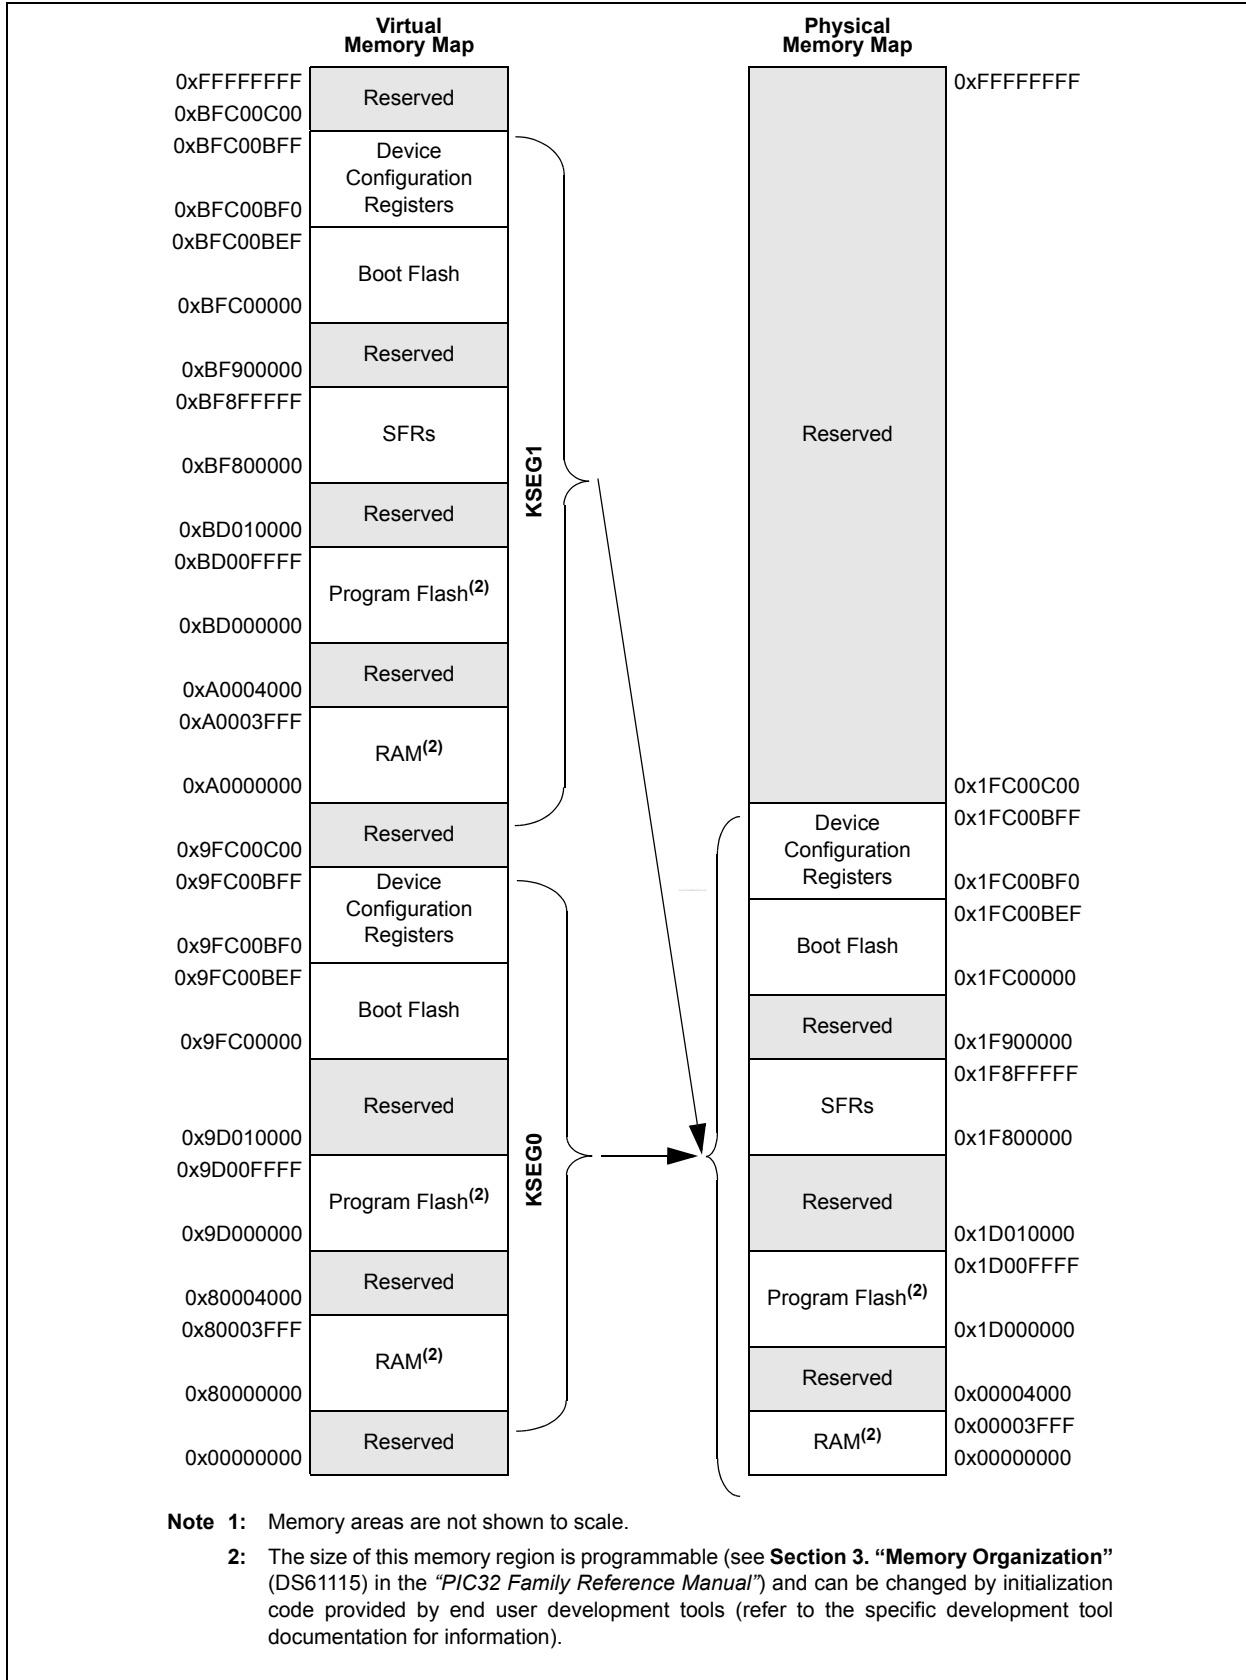 Virtual
Memory Map
Physical
Memory Map
0xFFFFFFFF
Reserved
0xBFC00C00
0xBFC00BFF
Device
Configuration
Registers
0xBFC00BF0
0xBFC00BEF
Boot Flash
0xBFC00000
Reserved
0xBF900000
0xBF8FFFFF
SFRs
0xBF800000
Reserved
0xBD010000
0xBD00FFFF
Program Flash(2)
0xBD000000
Reserved
0xA0004000
0xA0003FFF
RAM(2)
0xA0000000
Reserved
0x9FC00C00
0x9FC00BFF
Device
Configuration
Registers
0x9FC00BF0
0x9FC00BEF
Boot Flash
0x9FC00000
Reserved
0x9D010000
0x9D00FFFF
Program Flash(2)
0x9D000000
Reserved
0x80004000
0x80003FFF
RAM(2)
0x80000000
Reserved
0x00000000
KSEG1
KSEG0
0xFFFFFFFF
Reserved
0x1FC00C00
0x1FC00BFF
Device
Configuration
Registers
0x1FC00BF0
0x1FC00BEF
Boot Flash
0x1FC00000
Reserved
0x1F900000
0x1F8FFFFF
SFRs
0x1F800000
Reserved
0x1D010000
0x1D00FFFF
Program Flash(2)
0x1D000000
Reserved
0x00004000
0x00003FFF
RAM(2)
0x00000000
Note 1: Memory areas are not shown to scale.
2: The size of this memory region is programmable (see Section 3. “Memory Organization”
(DS61115) in the “PIC32 Family Reference Manual”) and can be changed by initialization
code provided by end user development tools (refer to the specific development tool
documentation for information).